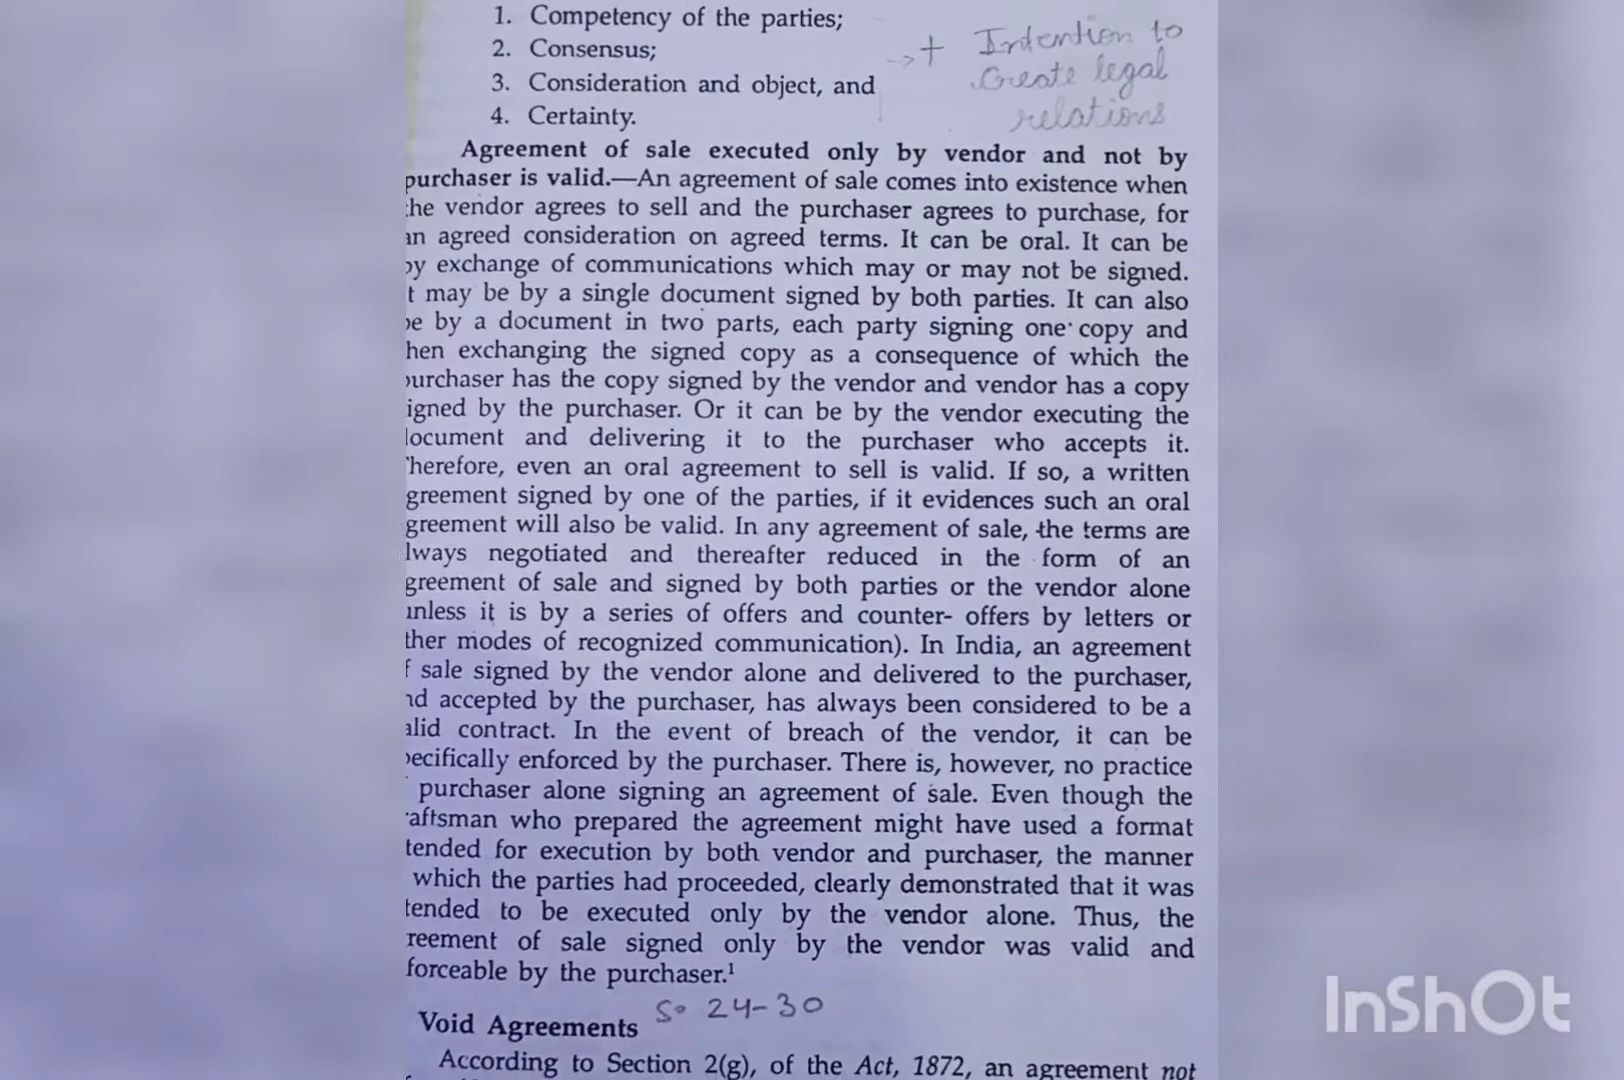 1. Competency of the parties;
2. Consensus;
3. Consideration and object, and
4. Certainty.
→ + Intention to
Create legal
relations
Agreement of sale executed only by vendor and not by
purchaser is valid.—An agreement of sale comes into existence when
he vendor agrees to sell and the purchaser agrees to purchase, for
an agreed consideration on agreed terms. It can be oral. It can be
by exchange of communications which may or may not be signed.
t may be by a single document signed by both parties. It can also
be by a document in two parts, each party signing one copy and
hen exchanging the signed copy as a consequence of which the
purchaser has the copy signed by the vendor and vendor has a copy
igned by the purchaser. Or it can be by the vendor executing the
ocument and delivering it to the purchaser who accepts it.
Therefore, even an oral agreement to sell is valid. If so, a written
greement signed by one of the parties, if it evidences such an oral
greement will also be valid. In any agreement of sale, the terms are
lways negotiated and thereafter reduced in the form of an
greement of sale and signed by both parties or the vendor alone
unless it is by a series of offers and counter- offers by letters or
ther modes of recognized communication). In India, an agreement
f sale signed by the vendor alone and delivered to the purchaser,
nd accepted by the purchaser, has always been considered to be a
alid contract. In the event of breach of the vendor, it can be
pecifically enforced by the purchaser. There is, however, no practice
purchaser alone signing an agreement of sale. Even though the
raftsman who prepared the agreement might have used a format
tended for execution by both vendor and purchaser, the manner
which the parties had proceeded, clearly demonstrated that it was
tended to be executed only by the vendor alone. Thus, the
reement of sale signed only by the vendor was valid and
forceable by the purchaser.¹
Void Agreements S. 24-30
According to Section 2(g), of the Act, 1872, an agreement not
InShOt